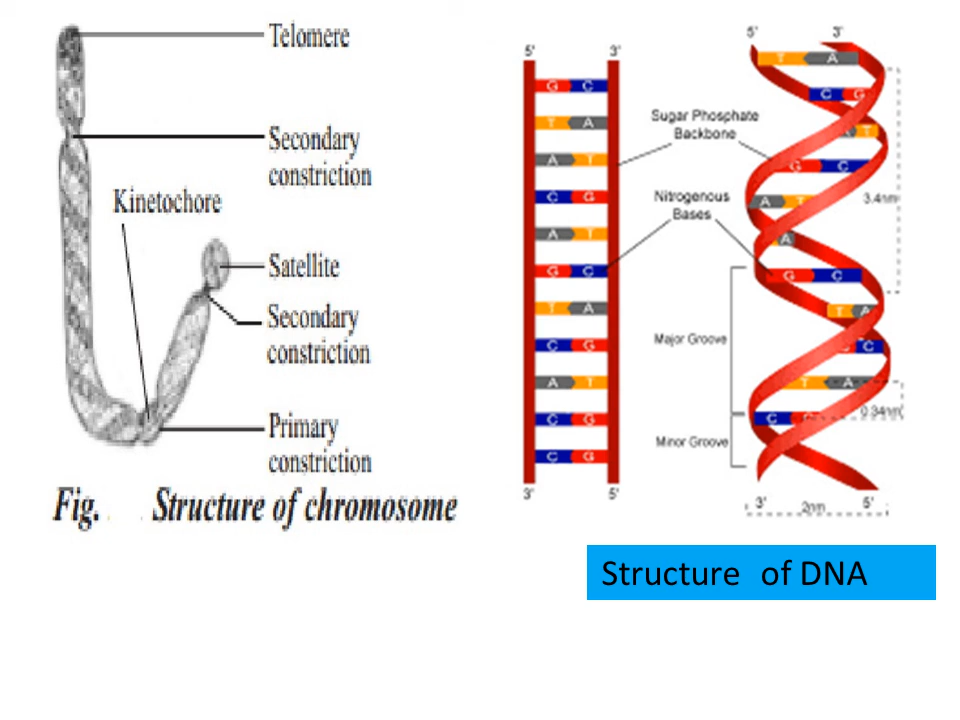 Telomere
Secondary
constriction
Kinetochore
Satellite
Secondary
constriction
Primary
constriction
Fig. Structure of chromosome
5' 3'
G C
T A
A T
C G
A T
G C
T A
C G
A T
C G
C G
3' 5'
Sugar Phosphate
Backbone
Nitrogenous
Bases
Major Groove
Minor Groove
5' 3'
T A
C G
A T
G C
A T
A
G C
T A
C
T A
C
3.4nm
0.34nm
3' 5'
2nm
Structure of DNA